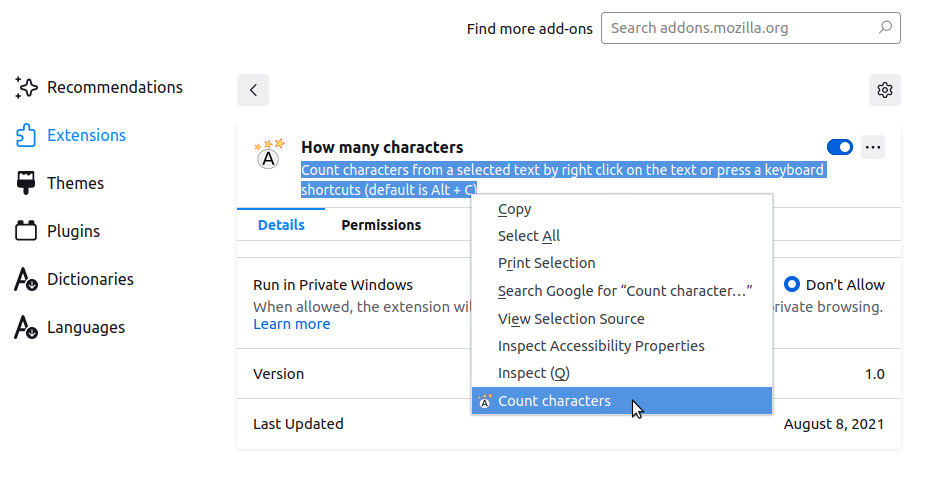 Find more add-ons
Search addons.mozilla.org
Recommendations
Extensions
Themes
Plugins
Dictionaries
Languages
How many characters
Count characters from a selected text by right click on the text or press a keyboard
shortcuts (default is Alt + C)
Details Permissions
Run in Private Windows
Don't Allow
When allowed, the extension private browsing.
Learn more
Version 1.0
Last Updated August 8, 2021
Copy
Select All
Print Selection
Search Google for “Count character…”
View Selection Source
Inspect Accessibility Properties
Inspect (Q)
Count characters